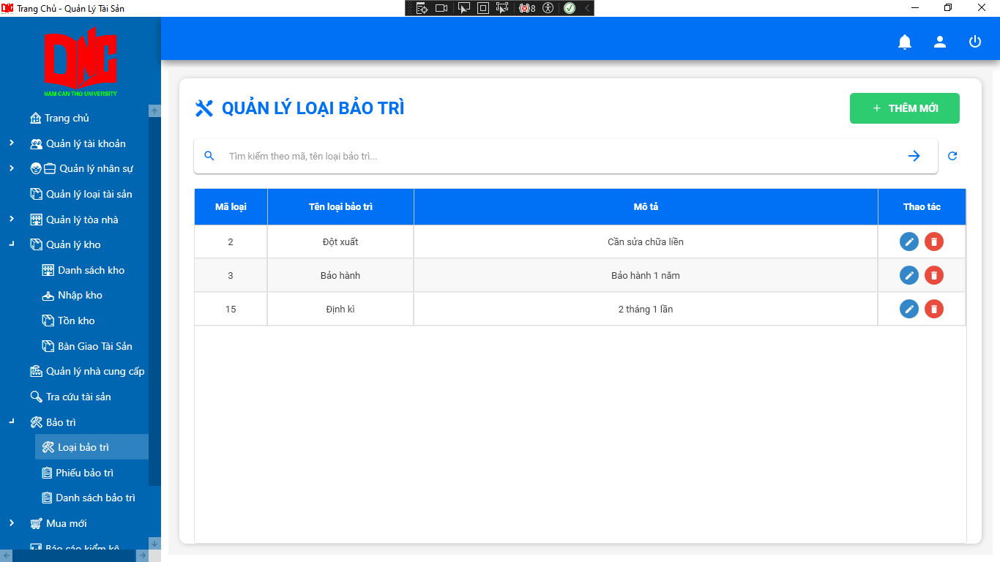 Trang Chủ - Quản Lý Tài Sản
8
DNC
NAM CAN THO UNIVERSITY
Trang chủ
Quản lý tài khoản
Quản lý nhân sự
Quản lý loại tài sản
Quản lý tòa nhà
Quản lý kho
Danh sách kho
Nhập kho
Tồn kho
Bàn Giao Tài Sản
Quản lý nhà cung cấp
Tra cứu tài sản
Bảo trì
Loại bảo trì
Phiếu bảo trì
Danh sách bảo trì
Mua mới
Báo cáo kiểm kê
QUẢN LÝ LOẠI BẢO TRÌ
+ THÊM MỚI
Tìm kiếm theo mã, tên loại bảo trì...
Mã loại Tên loại bảo trì Mô tả Thao tác
2 Đột xuất Cần sửa chữa liền
3 Bảo hành Bảo hành 1 năm
15 Định kì 2 tháng 1 lần